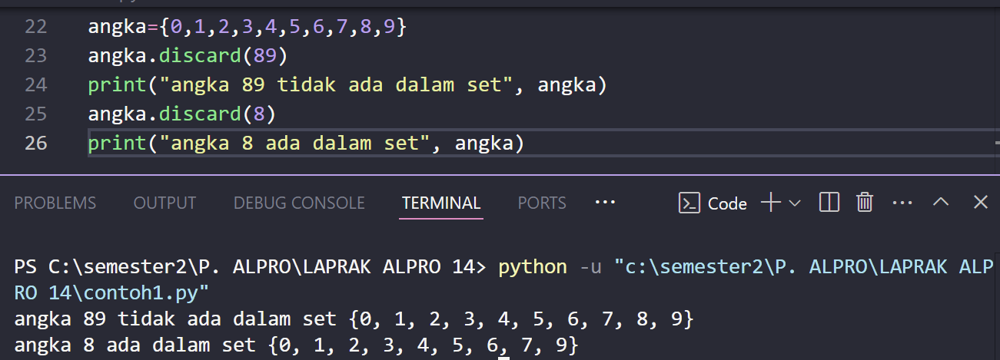 22 angka={0,1,2,3,4,5,6,7,8,9}
23 angka.discard(89)
24 print("angka 89 tidak ada dalam set", angka)
25 angka.discard(8)
26 print("angka 8 ada dalam set", angka)
PROBLEMS OUTPUT DEBUG CONSOLE TERMINAL PORTS ... Code
PS C:\semester2\P. ALPRO\LAPRAK ALPRO 14> python -u "c:\semester2\P. ALPRO\LAPRAK ALP
RO 14\contoh1.py"
angka 89 tidak ada dalam set {0, 1, 2, 3, 4, 5, 6, 7, 8, 9}
angka 8 ada dalam set {0, 1, 2, 3, 4, 5, 6, 7, 9}